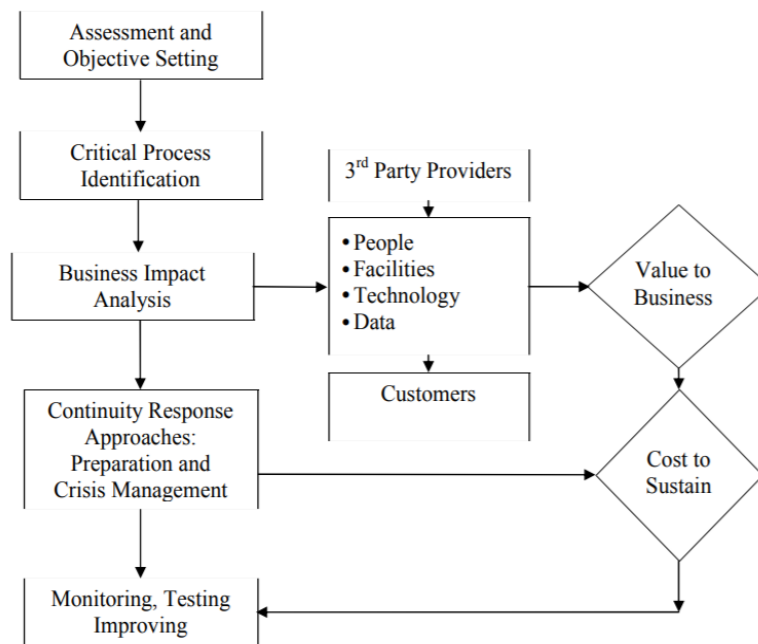 Assessment and
Objective Setting
Critical Process
Identification
3rd Party Providers
• People
• Facilities
• Technology
• Data
Business Impact
Analysis
Value to
Business
Customers
Continuity Response
Approaches:
Preparation and
Crisis Management
Cost to
Sustain
Monitoring, Testing
Improving